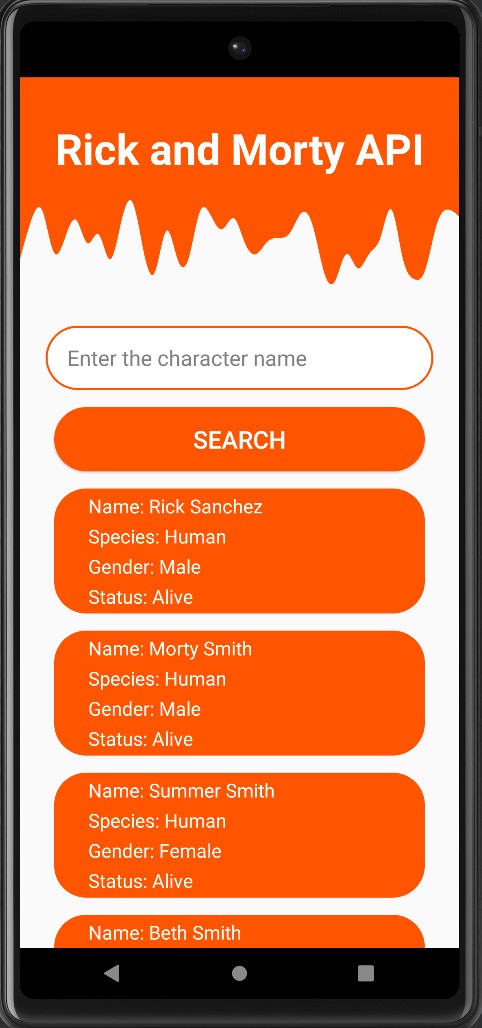 Rick and Morty API
Enter the character name
SEARCH
Name: Rick Sanchez
Species: Human
Gender: Male
Status: Alive
Name: Morty Smith
Species: Human
Gender: Male
Status: Alive
Name: Summer Smith
Species: Human
Gender: Female
Status: Alive
Name: Beth Smith